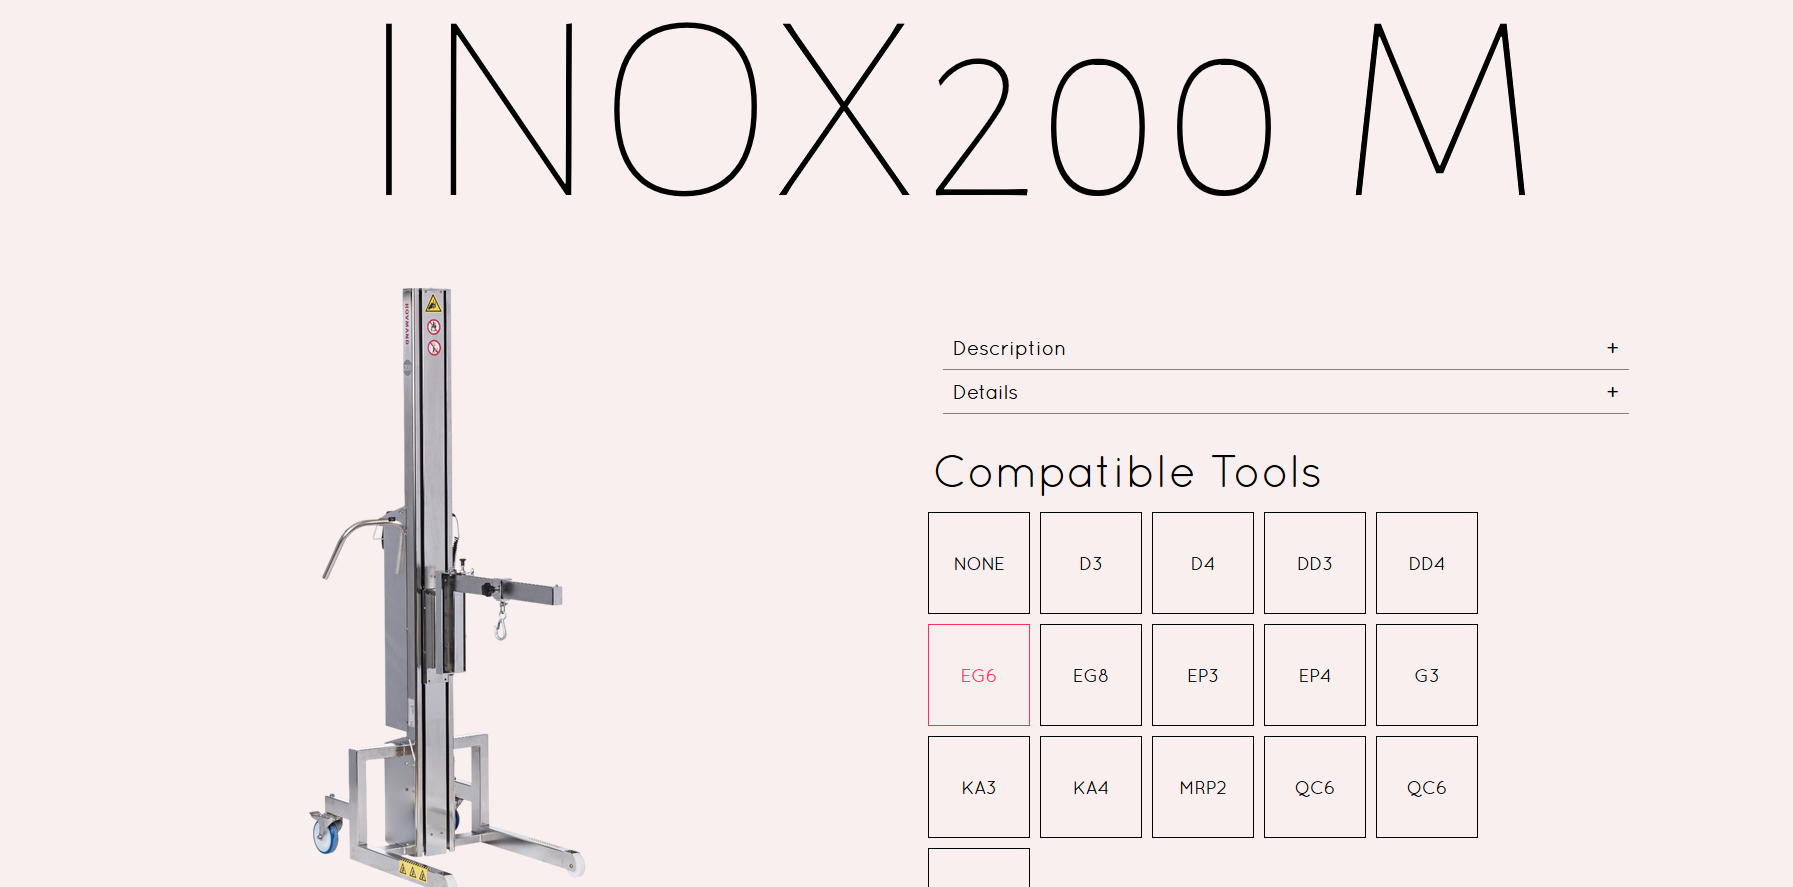 INOX200 M
HOVMAND
Description +
Details +
Compatible Tools
NONE D3 D4 DD3 DD4
EG6 EG8 EP3 EP4 G3
KA3 KA4 MRP2 QC6 QC6